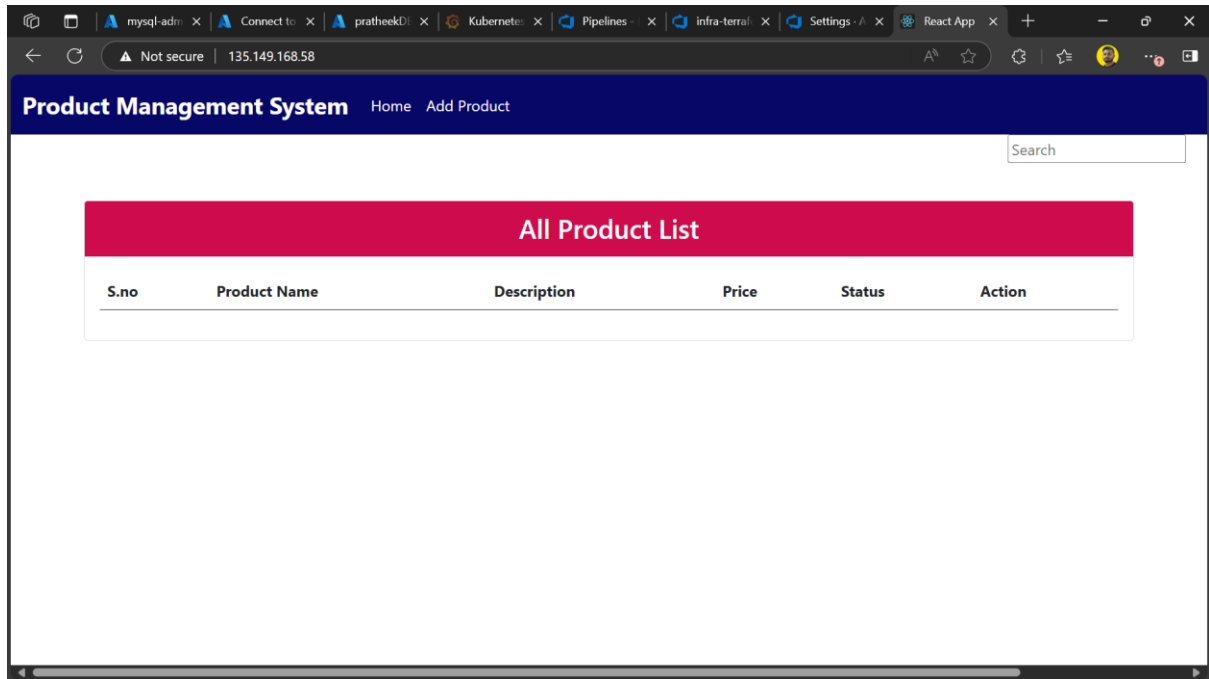 mysql-adm
Connect to
pratheekDE
Kubernetes
Pipelines -
infra-terraf
Settings · A
React App
Not secure | 135.149.168.58
Product Management System Home Add Product
Search
All Product List
S.no Product Name Description Price Status Action